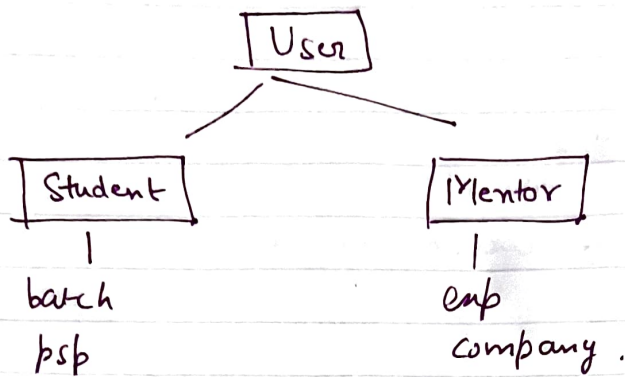 User
Student
Mentor
batch
exp
psp
company.